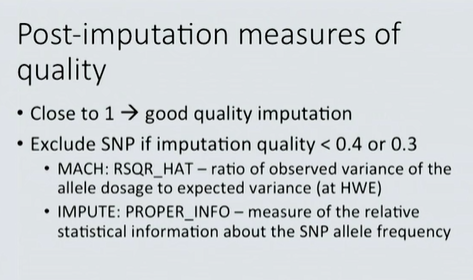 Post-imputation measures of
quality
• Close to 1 → good quality imputation
• Exclude SNP if imputation quality < 0.4 or 0.3
• MACH: RSQR_HAT – ratio of observed variance of the
allele dosage to expected variance (at HWE)
• IMPUTE: PROPER_INFO – measure of the relative
statistical information about the SNP allele frequency